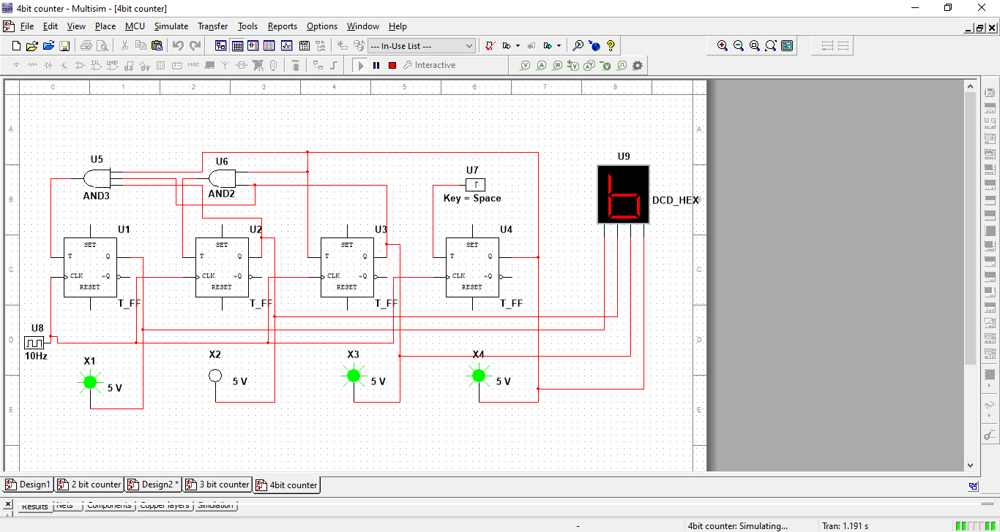 4bit counter - Multisim - [4bit counter]
File Edit View Place MCU Simulate Transfer Tools Reports Options Window Help
--- In-Use List ---
MISC
Interactive
0 1 2 3 4 5 6 7 8
A A
U5 U6 U9
U7
AND3 AND2
Key = Space
B
DCD_HEX
U1 U2 U3 U4
SET SET SET SET
T Q T Q T Q T Q
C CLK ~Q CLK ~Q CLK ~Q CLK ~Q C
RESET RESET RESET RESET
T_FF T_FF T_FF T_FF
U8
D D
10Hz
X1 X2 X3 X4
5 V 5 V 5 V 5 V
E E
Design1 2 bit counter Design2 * 3 bit counter 4bit counter
Results Nets Components Copper layers Simulation
- 4bit counter: Simulating... Tran: 1.191 s